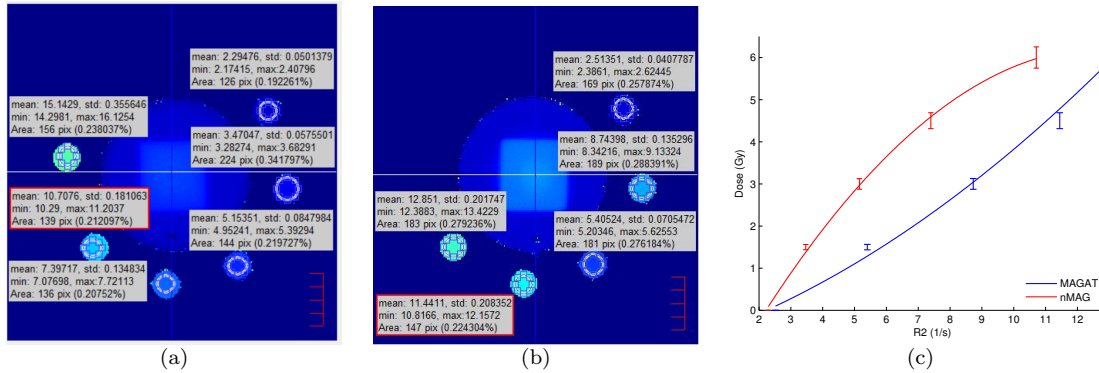 mean: 2.29476, std: 0.0501379
min: 2.17415, max:2.40796
Area: 126 pix (0.192261%)
mean: 15.1429, std: 0.355646
min: 14.2981, max:16.1254
Area: 156 pix (0.238037%)
mean: 3.47047, std: 0.0575501
min: 3.28274, max:3.68291
Area: 224 pix (0.341797%)
mean: 10.7076, std: 0.181063
min: 10.29, max:11.2037
Area: 139 pix (0.212097%)
mean: 5.15351, std: 0.0847984
min: 4.95241, max:5.39294
Area: 144 pix (0.219727%)
mean: 7.39717, std: 0.134834
min: 7.07698, max:7.72113
Area: 136 pix (0.20752%)
(a)
mean: 2.51351, std: 0.0407787
min: 2.3861, max:2.62445
Area: 169 pix (0.257874%)
mean: 8.74398, std: 0.135296
min: 8.34216, max:9.13324
Area: 189 pix (0.288391%)
mean: 12.851, std: 0.201747
min: 12.3883, max:13.4229
Area: 183 pix (0.279236%)
mean: 5.40524, std: 0.0705472
min: 5.20346, max:5.62553
Area: 181 pix (0.276184%)
mean: 11.4411, std: 0.208352
min: 10.8166, max:12.1572
Area: 147 pix (0.224304%)
(b)
Dose (Gy)
6
5
4
3
2
1
0
2 3 4 5 6 7 8 9 10 11 12
R2 (1/s)
MAGAT
nMAG
(c)